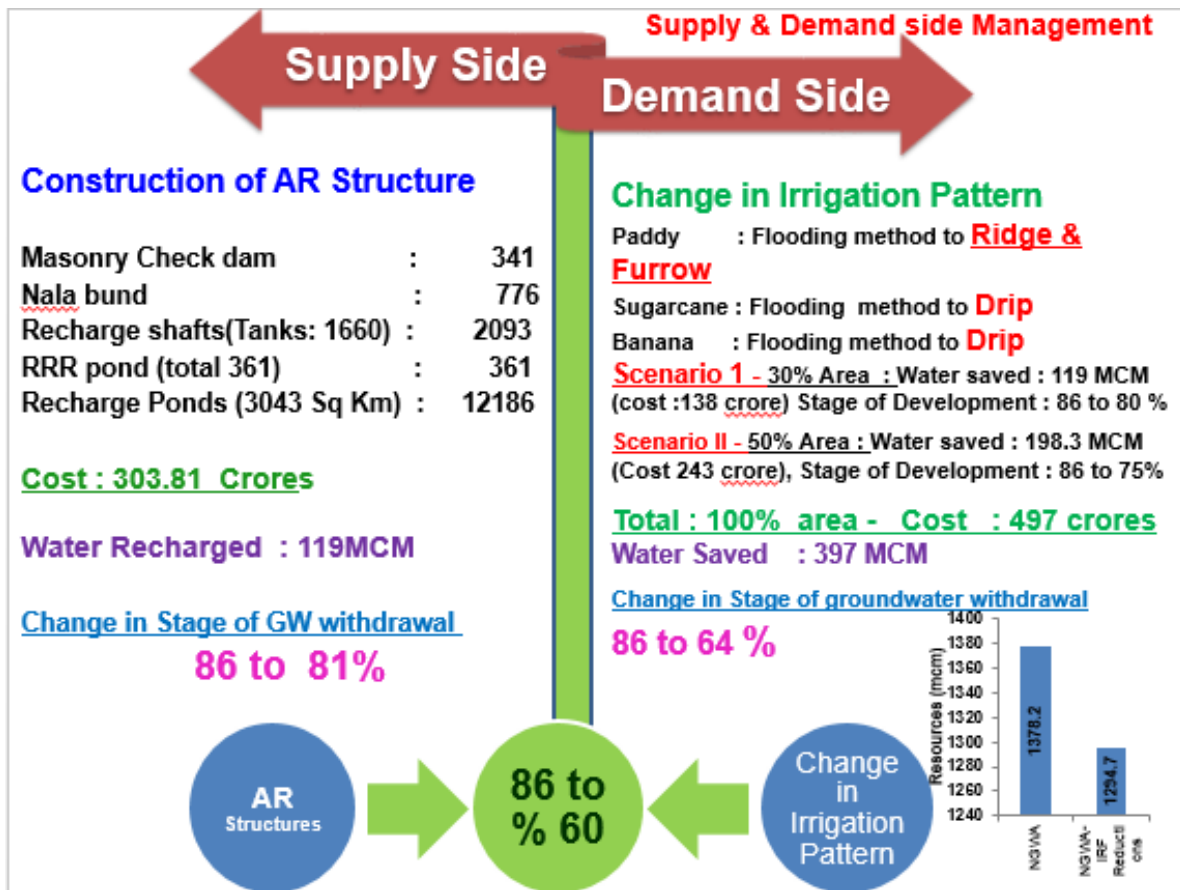 Supply & Demand side Management
Supply Side
Demand Side
Construction of AR Structure
Masonry Check dam : 341
Nala bund : 776
Recharge shafts(Tanks: 1660) : 2093
RRR pond (total 361) : 361
Recharge Ponds (3043 Sq Km) : 12186
Cost : 303.81 Crores
Water Recharged : 119MCM
Change in Stage of GW withdrawal
86 to 81%
Change in Irrigation Pattern
Paddy : Flooding method to Ridge &
Furrow
Sugarcane : Flooding method to Drip
Banana : Flooding method to Drip
Scenario 1 - 30% Area : Water saved : 119 MCM
(cost :138 crore) Stage of Development : 86 to 80 %
Scenario II - 50% Area : Water saved : 198.3 MCM
(Cost 243 crore), Stage of Development : 86 to 75%
Total : 100% area - Cost : 497 crores
Water Saved : 397 MCM
Change in Stage of groundwater withdrawal
86 to 64 %
AR
Structures
86 to
% 60
Change
in
Irrigation
Pattern
Resources (mcm)
1400
1380
1360
1340
1320
1300
1280
1260
1240
1378.2
1294.7
NGWA
NGWA-
IRF
Reducti
ons